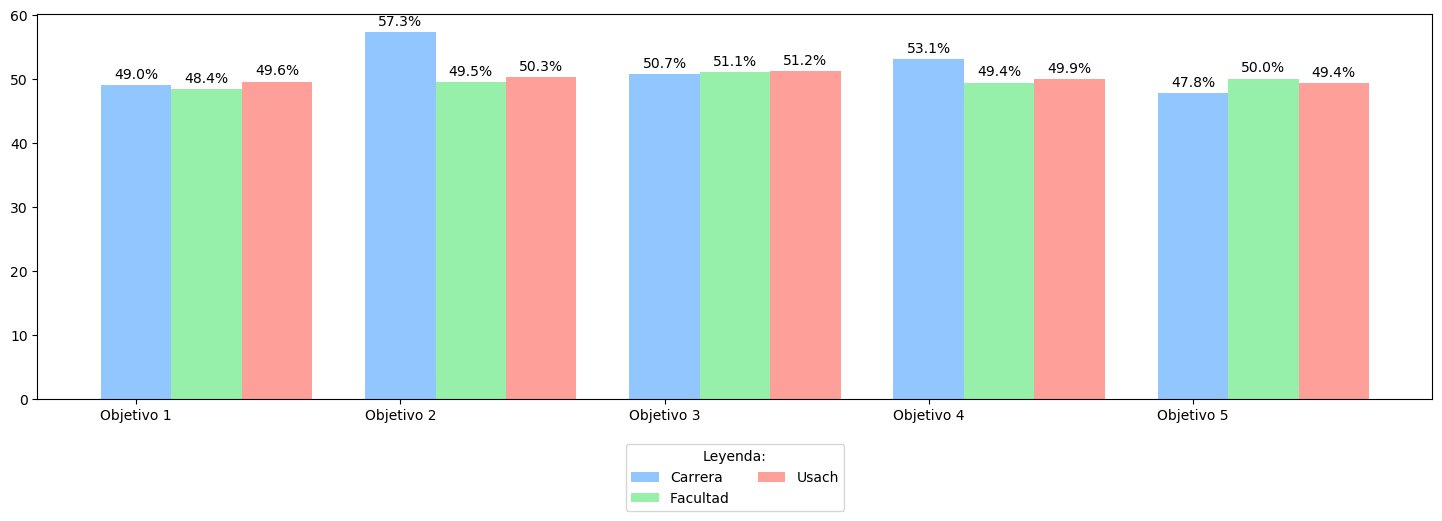 60
50
40
30
20
10
0
49.0%
48.4%
49.6%
57.3%
49.5%
50.3%
50.7%
51.1%
51.2%
53.1%
49.4%
49.9%
47.8%
50.0%
49.4%
Objetivo 1
Objetivo 2
Objetivo 3
Objetivo 4
Objetivo 5
Leyenda:
Carrera
Facultad
Usach